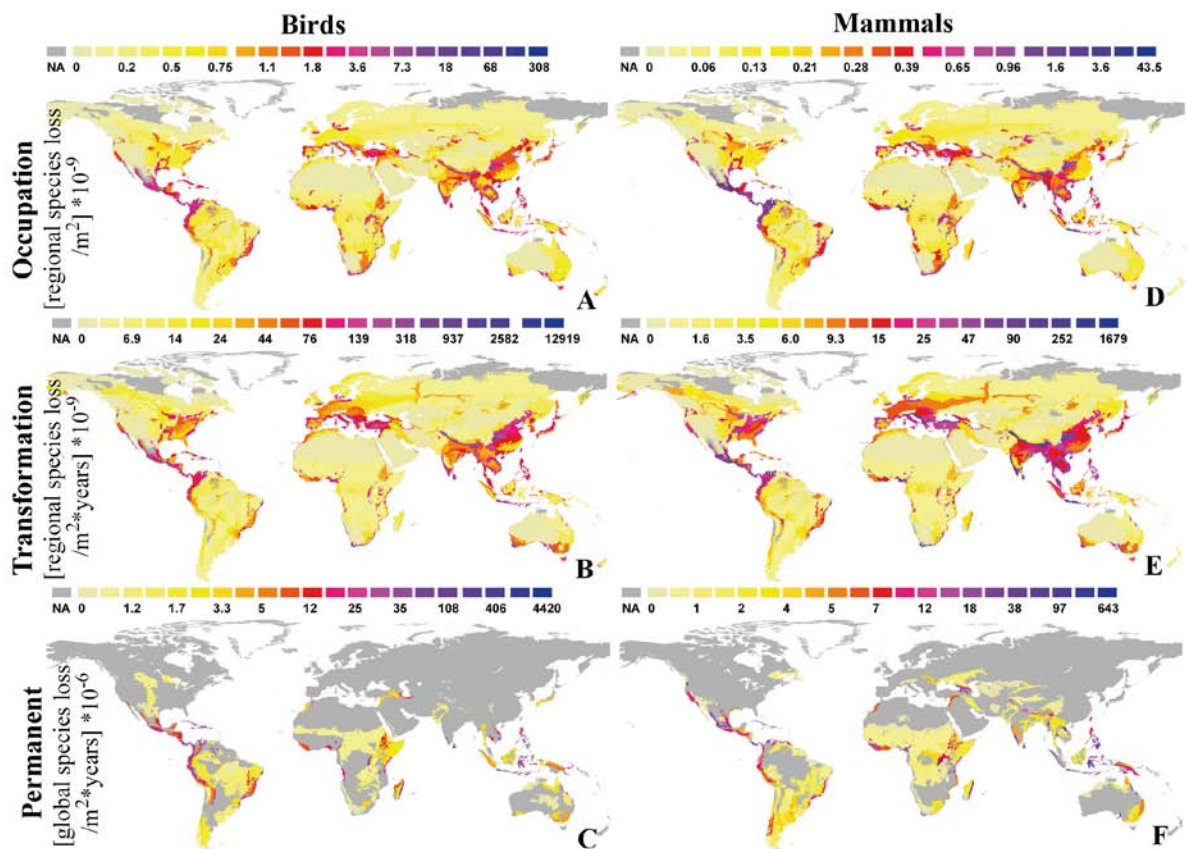 Birds
Mammals
NA 0 0.2 0.5 0.75 1.1 1.8 3.6 7.3 18 68 308
NA 0 0.06 0.13 0.21 0.28 0.39 0.65 0.96 1.6 3.6 43.5
Occupation
[regional species loss
/m²] *10⁻⁹
A
D
NA 0 6.9 14 24 44 76 139 318 937 2582 12919
NA 0 1.6 3.5 6.0 9.3 15 25 47 90 252 1679
Transformation
[regional species loss
/m²*years] *10⁻⁹
B
E
NA 0 1.2 1.7 3.3 5 12 25 35 108 406 4420
NA 0 1 2 4 5 7 12 18 38 97 643
Permanent
[global species loss
/m²*years] *10⁻⁶
C
F